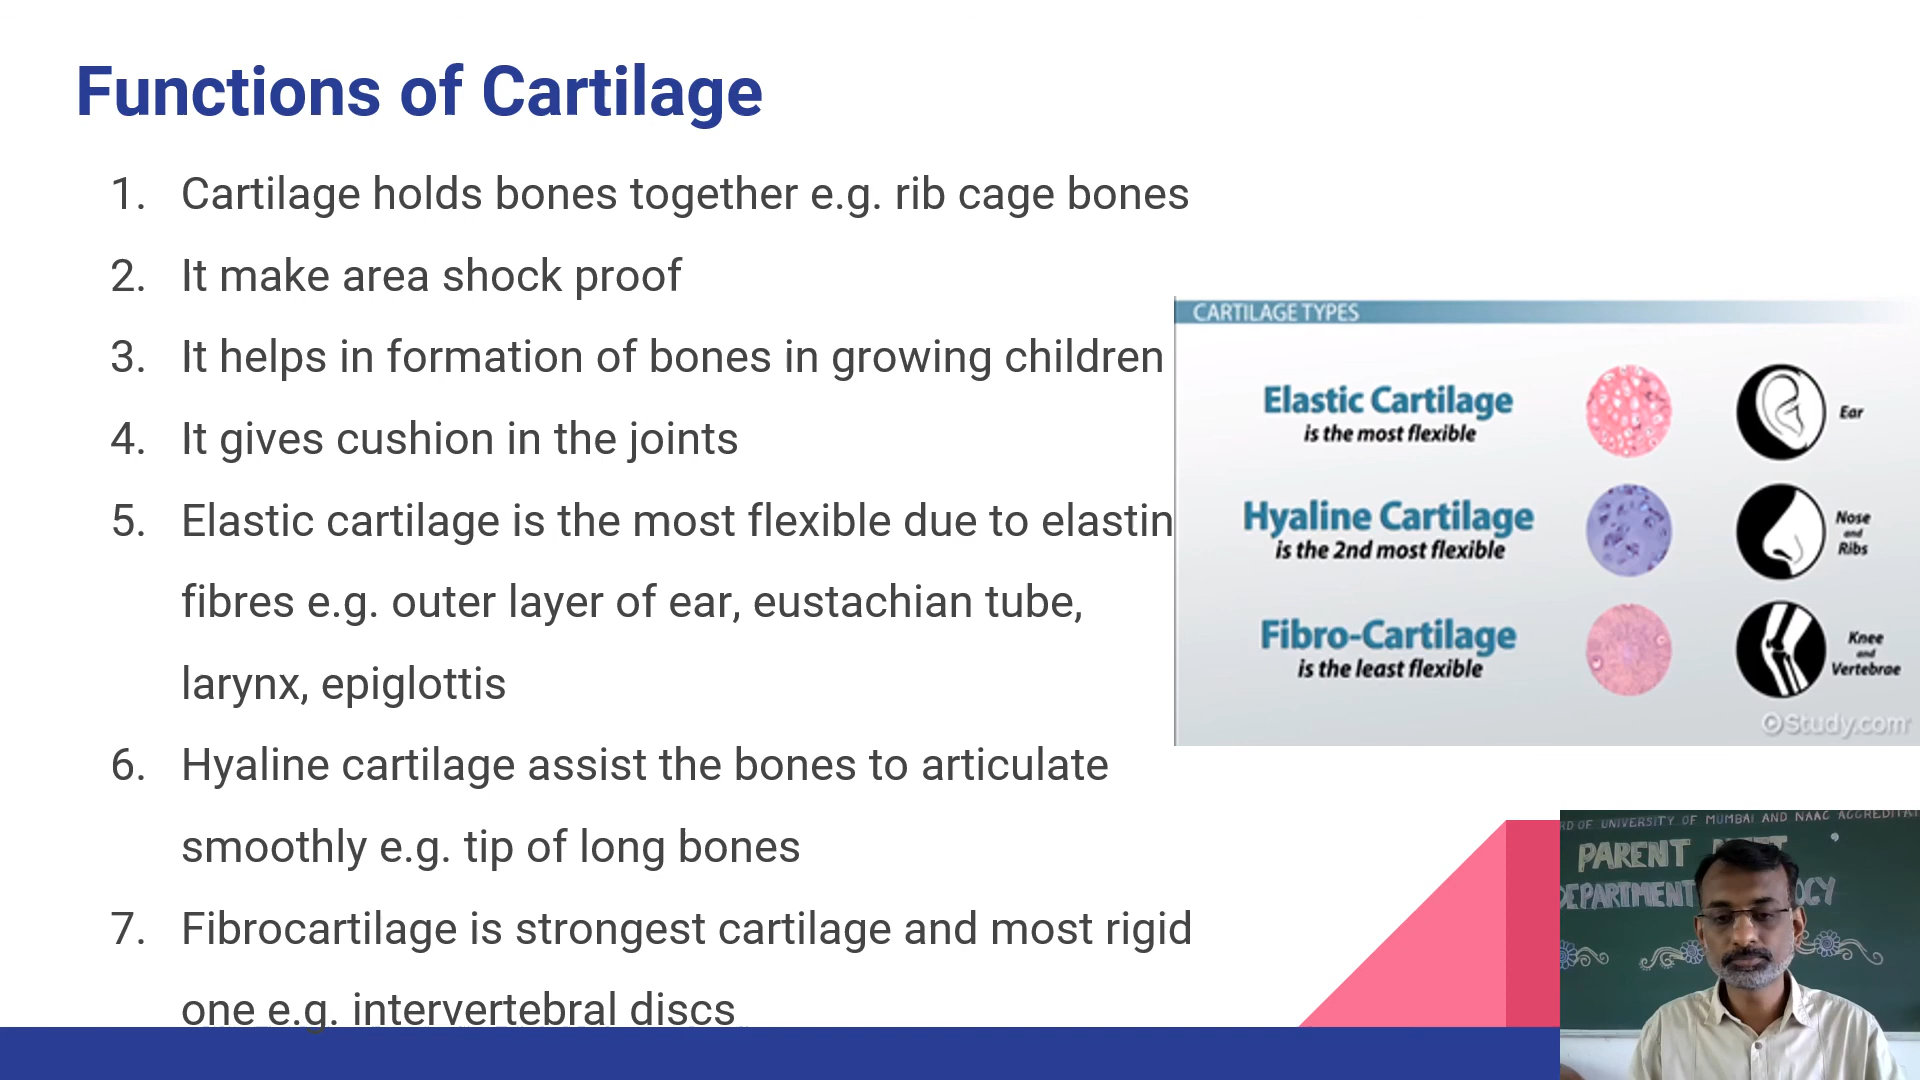 Functions of Cartilage
1. Cartilage holds bones together e.g. rib cage bones
2. It make area shock proof
3. It helps in formation of bones in growing children
4. It gives cushion in the joints
5. Elastic cartilage is the most flexible due to elastin
fibres e.g. outer layer of ear, eustachian tube,
larynx, epiglottis
6. Hyaline cartilage assist the bones to articulate
smoothly e.g. tip of long bones
7. Fibrocartilage is strongest cartilage and most rigid
one e.g. intervertebral discs
CARTILAGE TYPES
Elastic Cartilage
is the most flexible
Ear
Hyaline Cartilage
is the 2nd most flexible
Nose
and
Ribs
Fibro-Cartilage
is the least flexible
Knee
and
Vertebrae
Study.com
OF UNIVERSITY OF MUMBAI AND NAAC
PARENT
DEPARTMENT